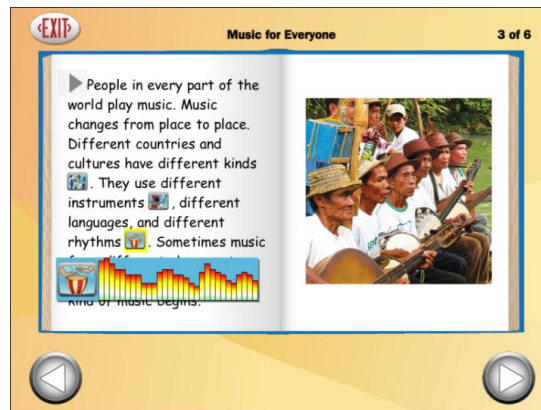 EXIT
Music for Everyone
3 of 6
People in every part of the
world play music. Music
changes from place to place.
Different countries and
cultures have different kinds
. They use different
instruments , different
languages, and different
rhythms . Sometimes music
kind of music begins.